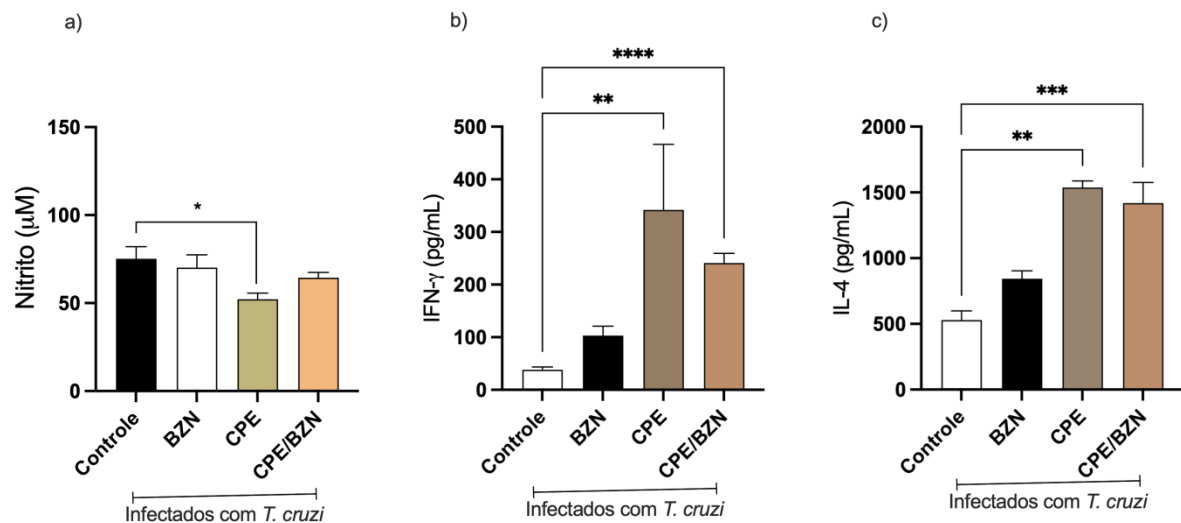 a)
Nitrito (μM)
150
100
50
0
*
Controle
BZN
CPE
CPE/BZN
Infectados com T. cruzi
b)
IFN-γ (pg/mL)
500
400
300
200
100
0
****
**
Controle
BZN
CPE
CPE/BZN
Infectados com T. cruzi
c)
IL-4 (pg/mL)
2000
1500
1000
500
0
***
**
Controle
BZN
CPE
CPE/BZN
Infectados com T. cruzi